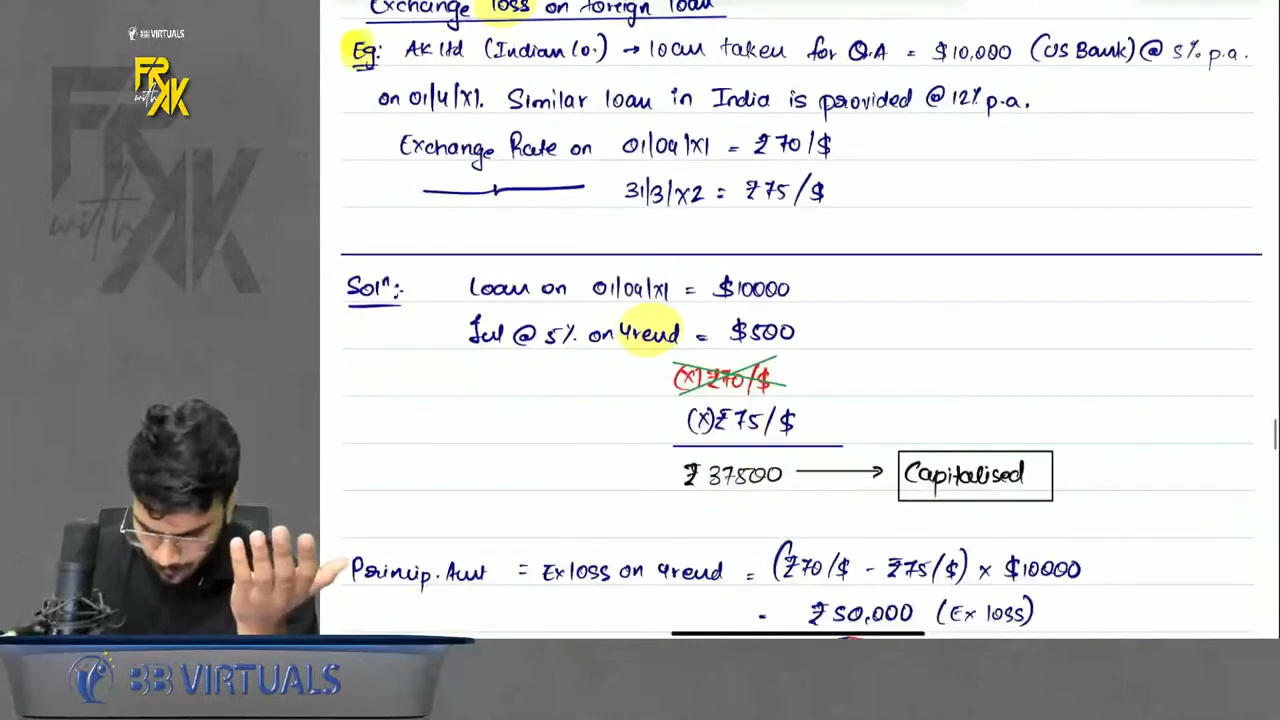 Exchange loss on foreign loan
BB VIRTUALS
FR
with
AK
Eg: AK Ltd (Indian Co.) → loan taken for Q.A = $10,000 (US Bank) @ 5% p.a.
on 01/4/X1. Similar loan in India is provided @ 12% p.a.
Exchange Rate on 01/04/X1 = ₹70/$
31/3/X2 = ₹75/$
Solⁿ:- Loan on 01/04/X1 = $10000
Int @ 5% on yrend = $500
(X) ₹70/$
(X) ₹75/$
₹37500 → Capitalised
Princip. Amt = Ex loss on yrend = (₹70/$ - ₹75/$) × $10000
= ₹50,000 (Ex loss)
BB VIRTUALS